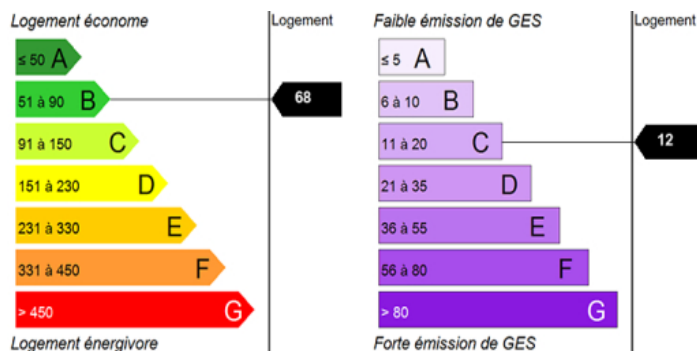 Logement économe
Logement
≤ 50 A
51 à 90 B
68
91 à 150 C
151 à 230 D
231 à 330 E
331 à 450 F
> 450 G
Logement énergivore
Faible émission de GES
Logement
≤ 5 A
6 à 10 B
11 à 20 C
12
21 à 35 D
36 à 55 E
56 à 80 F
> 80 G
Forte émission de GES